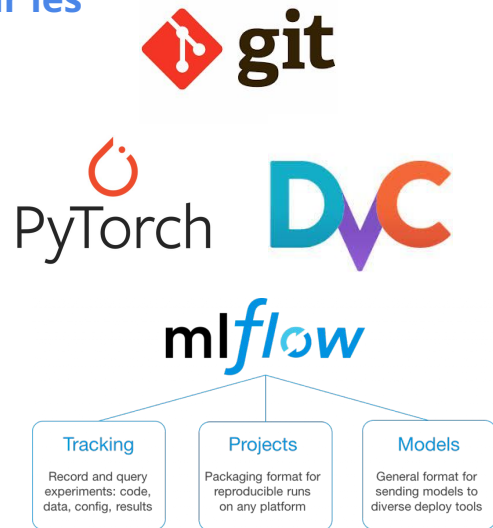 git
PyTorch
DVC
mlflow
Tracking
Record and query
experiments: code,
data, config, results
Projects
Packaging format for
reproducible runs
on any platform
Models
General format for
sending models to
diverse deploy tools